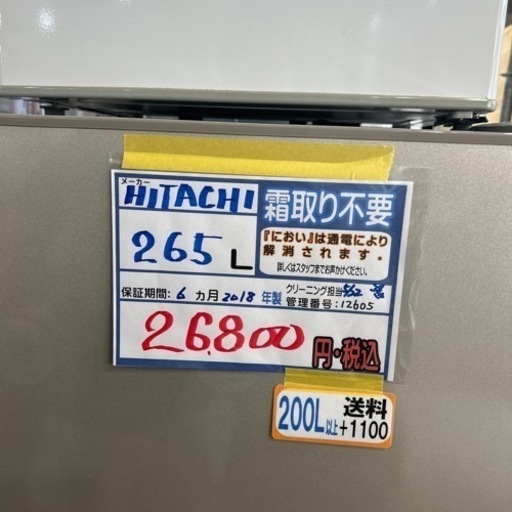 メーカー
HITACHI
霜取り不要
265 L
『におい』は通電により
解消されます。
詳しくはスタッフまでお声かけください。
保証期間: 6 カ月 2018 年製
クリーニング担当 5/22
管理番号: 12605
26,800 円・税込
200L以上
送料
+1100